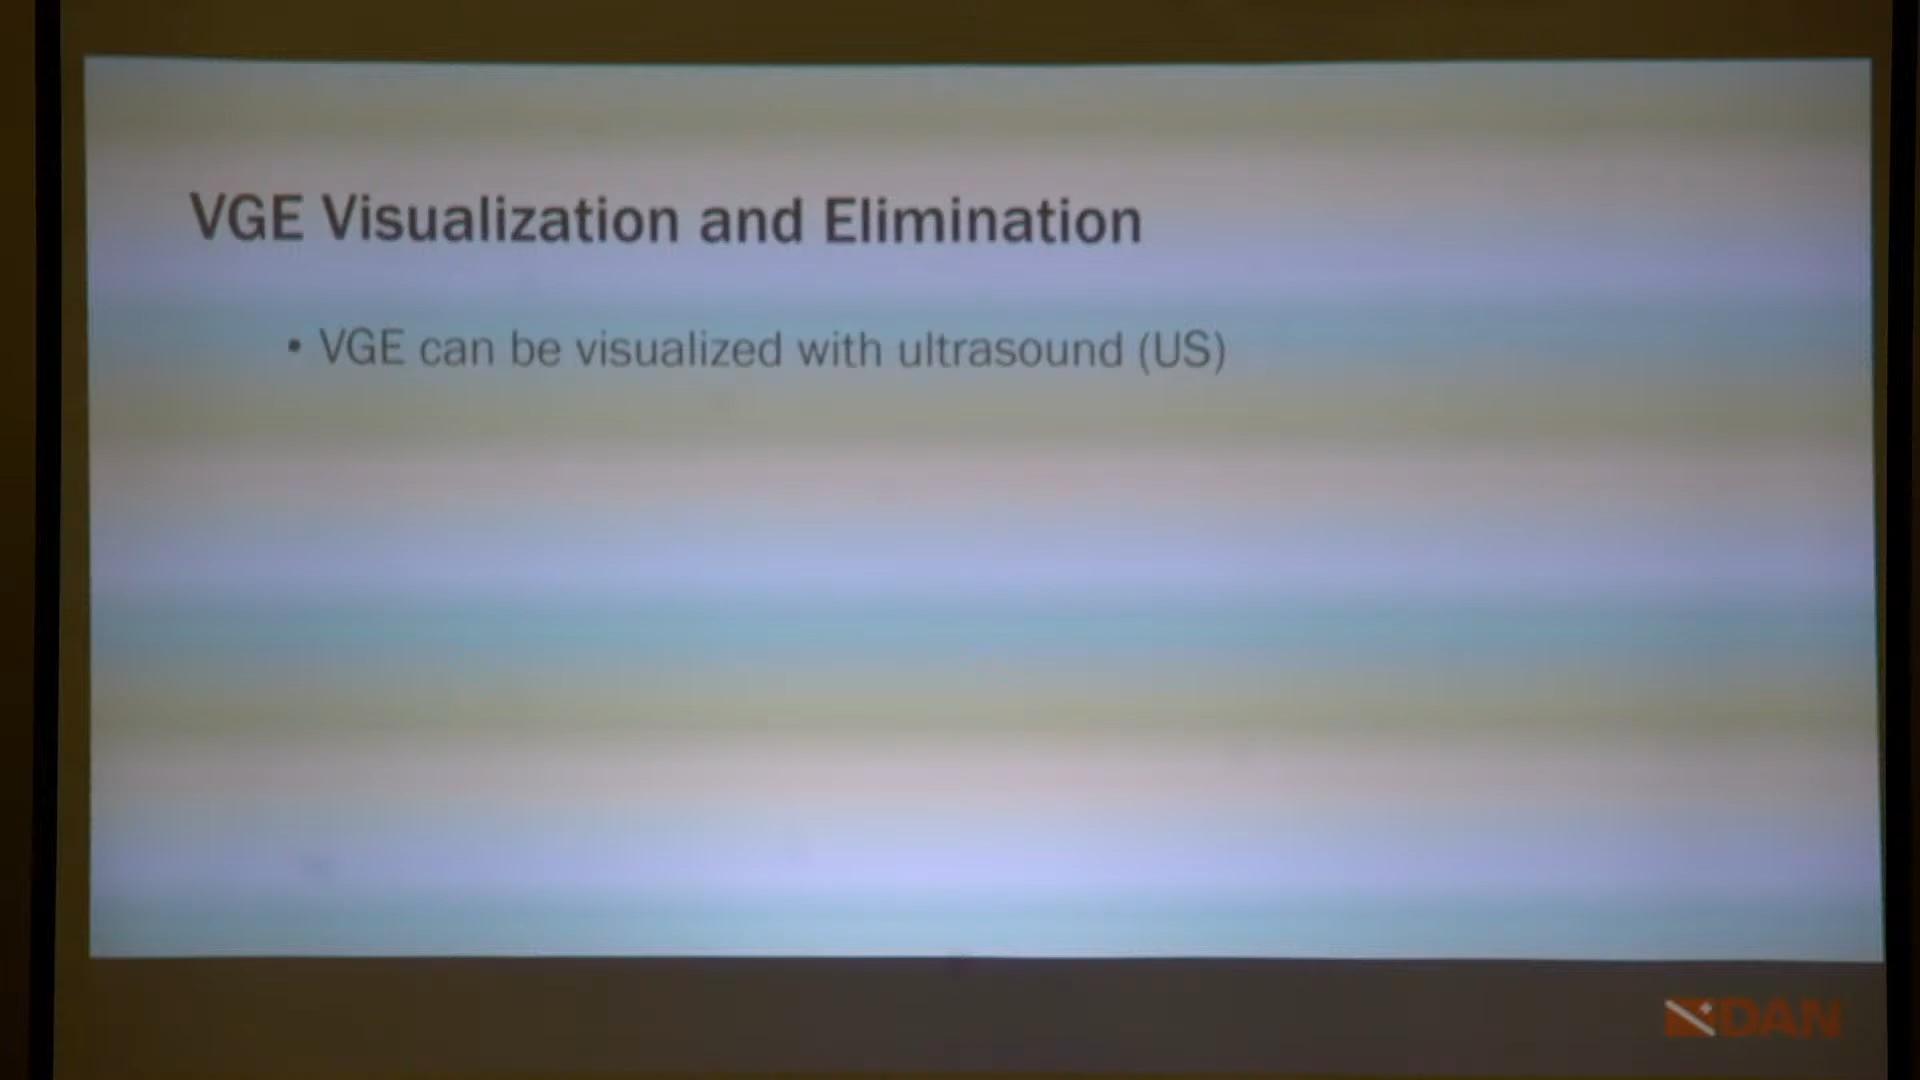 VGE Visualization and Elimination
• VGE can be visualized with ultrasound (US)
DAN